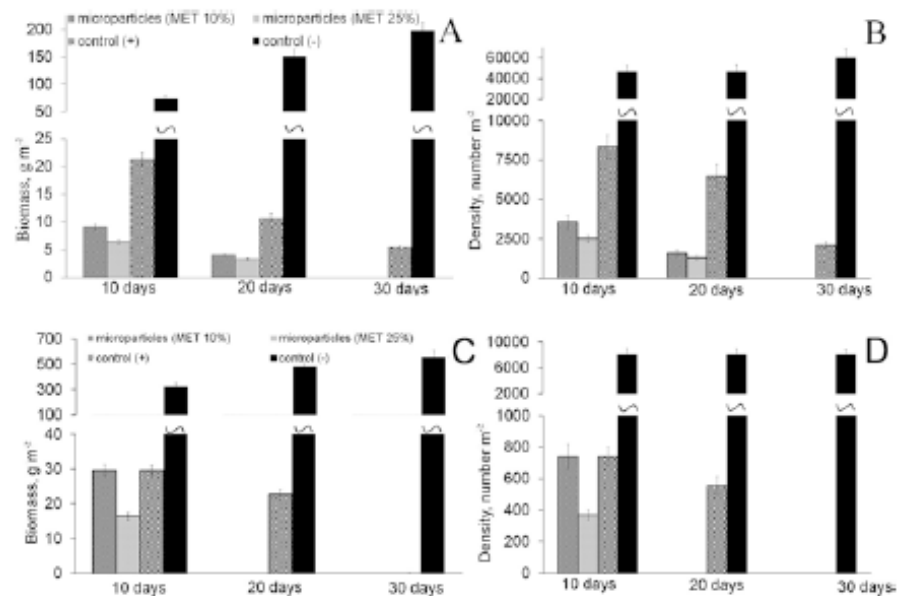 microparticles (MET 10%) microparticles (MET 25%)
control (+) control (-)
A
200
150
100
50
25
20
15
10
5
0
Biomass, g m⁻²
10 days 20 days 30 days
B
60000
40000
20000
10000
7500
5000
2500
0
Density, number m⁻²
10 days 20 days 30 days
microparticles (MET 10%) microparticles (MET 25%)
control (+) control (-)
C
700
500
300
100
40
30
20
10
0
Biomass, g m⁻²
10 days 20 days 30 days
D
10000
8000
6000
4000
2000
1000
800
600
400
200
0
Density, number m⁻²
10 days 20 days 30 days